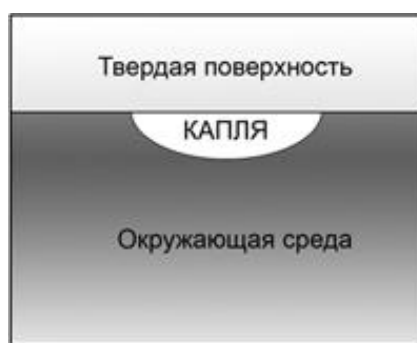 Твердая поверхность
КАПЛЯ
Окружающая среда